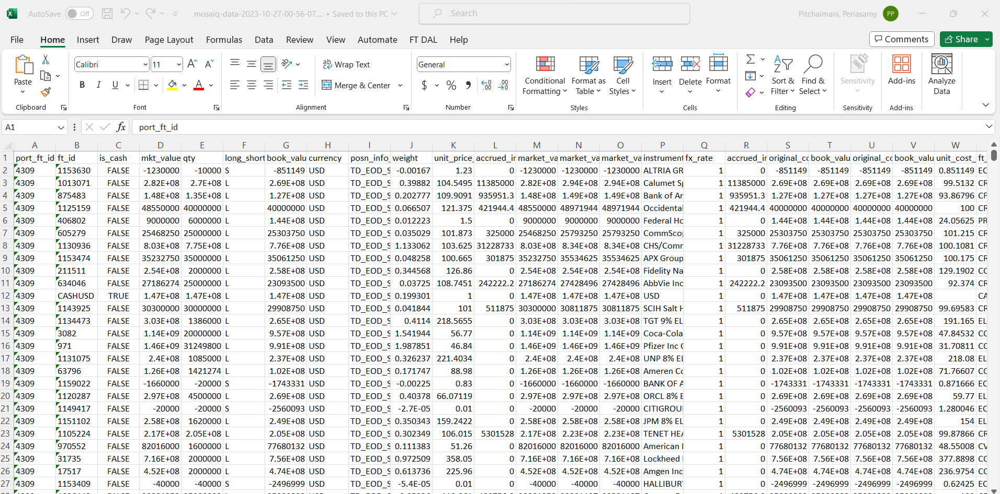 AutoSave Off mosaiq-data-2023-10-27-00-56-07.... • Saved to this PC Search Pitchaimani, Periasamy PP
File Home Insert Draw Page Layout Formulas Data Review View Automate FT DAL Help Comments Share
Paste
Clipboard
Calibri 11
B I U A
Font
Wrap Text
Merge & Center
Alignment
General
$ % 9 .00
Number
Conditional Formatting
Format as Table
Cell Styles
Styles
Insert Delete Format
Cells
Sort & Filter
Find & Select
Editing
Sensitivity
Sensitivity
Add-ins
Add-ins
Analyze Data
A1 fx port_ft_id
A B C D E F G H I J K L M N O P Q R S T U V W
1 port_ft_id ft_id is_cash mkt_value qty long_short book_valu currency posn_info_ weight unit_price_ accrued_ir market_va market_va market_va instrument fx_rate accrued_ir original_cc book_valu original_cc book_valu unit_cost_ ft_
2 4309 1153630 FALSE -1230000 -10000 S -851149 USD TD_EOD_S -0.00167 1.23 0 -1230000 -1230000 -1230000 ALTRIA GR 1 0 -851149 -851149 -851149 -851149 0.851149 EC
3 4309 1013071 FALSE 2.82E+08 2.7E+08 L 2.69E+08 USD TD_EOD_S 0.39882 104.5495 11385000 2.82E+08 2.94E+08 2.94E+08 Calumet Sp 1 11385000 2.69E+08 2.69E+08 2.69E+08 2.69E+08 99.5132 CR
4 4309 875483 FALSE 1.48E+08 1.35E+08 L 1.27E+08 USD TD_EOD_S 0.202777 109.9091 935951.3 1.48E+08 1.49E+08 1.49E+08 Bank of Ar 1 935951.3 1.27E+08 1.27E+08 1.27E+08 1.27E+08 93.86796 CF
5 4309 1125159 FALSE 48550000 40000000 L 40000000 USD TD_EOD_S 0.066507 121.375 421944.4 48550000 48971944 48971944 Occidental 1 421944.4 40000000 40000000 40000000 40000000 100 CR
6 4309 406802 FALSE 9000000 6000000 L 1.44E+08 USD TD_EOD_S 0.012223 1.5 0 9000000 9000000 9000000 Federal Ho 1 0 1.44E+08 1.44E+08 1.44E+08 1.44E+08 24.05625 PR
7 4309 605279 FALSE 25468250 25000000 L 25303750 USD TD_EOD_S 0.035029 101.873 325000 25468250 25793250 25793250 CommScop 1 325000 25303750 25303750 25303750 25303750 101.215 CR
8 4309 1130936 FALSE 8.03E+08 7.75E+08 L 7.76E+08 USD TD_EOD_S 1.133062 103.625 31228733 8.03E+08 8.34E+08 8.34E+08 CHS/Comr 1 31228733 7.76E+08 7.76E+08 7.76E+08 7.76E+08 100.1081 CR
9 4309 1153474 FALSE 35232750 35000000 L 35061250 USD TD_EOD_S 0.048258 100.665 301875 35232750 35534625 35534625 APX Group 1 301875 35061250 35061250 35061250 35061250 100.175 CR
10 4309 211511 FALSE 2.54E+08 2000000 L 2.58E+08 USD TD_EOD_S 0.344568 126.86 0 2.54E+08 2.54E+08 2.54E+08 Fidelity Na 1 0 2.58E+08 2.58E+08 2.58E+08 2.58E+08 129.1902 CC
11 4309 634046 FALSE 27186274 25000000 L 23093500 USD TD_EOD_S 0.03725 108.7451 242222.2 27186274 27428496 27428496 AbbVie Inc 1 242222.2 23093500 23093500 23093500 23093500 92.374 CR
12 4309 CASHUSD TRUE 1.47E+08 1.47E+08 L 1.47E+08 USD TD_EOD_S 0.199301 1 0 1.47E+08 1.47E+08 1.47E+08 USD 1 0 1.47E+08 1.47E+08 1.47E+08 1.47E+08 CA
13 4309 1143925 FALSE 30300000 30000000 L 29908750 USD TD_EOD_S 0.041844 101 511875 30300000 30811875 30811875 SCIH Salt H 1 511875 29908750 29908750 29908750 29908750 99.69583 CR
14 4309 1134473 FALSE 3.03E+08 1386000 L 2.65E+08 USD TD_EOD_S 0.4114 218.5655 0 3.03E+08 3.03E+08 3.03E+08 TGT 9% EL 1 0 2.65E+08 2.65E+08 2.65E+08 2.65E+08 191.165 EL
15 4309 3082 FALSE 1.14E+09 20000000 L 9.57E+08 USD TD_EOD_S 1.541944 56.77 0 1.14E+09 1.14E+09 1.14E+09 Coca-Cola 1 0 9.57E+08 9.57E+08 9.57E+08 9.57E+08 47.84532 CC
16 4309 971 FALSE 1.46E+09 31249800 L 9.91E+08 USD TD_EOD_S 1.987851 46.84 0 1.46E+09 1.46E+09 1.46E+09 Pfizer Inc C 1 0 9.91E+08 9.91E+08 9.91E+08 9.91E+08 31.70811 CC
17 4309 1131075 FALSE 2.4E+08 1085000 L 2.37E+08 USD TD_EOD_S 0.326237 221.4034 0 2.4E+08 2.4E+08 2.4E+08 UNP 8% EL 1 0 2.37E+08 2.37E+08 2.37E+08 2.37E+08 218.08 EL
18 4309 63796 FALSE 1.26E+08 1421274 L 1.02E+08 USD TD_EOD_S 0.171747 88.98 0 1.26E+08 1.26E+08 1.26E+08 Ameren Cc 1 0 1.02E+08 1.02E+08 1.02E+08 1.02E+08 71.76607 CC
19 4309 1159022 FALSE -1660000 -20000 S -1743331 USD TD_EOD_S -0.00225 0.83 0 -1660000 -1660000 -1660000 BANK OF A 1 0 -1743331 -1743331 -1743331 -1743331 0.871666 EC
20 4309 1120287 FALSE 2.97E+08 4500000 L 2.69E+08 USD TD_EOD_S 0.40378 66.07119 0 2.97E+08 2.97E+08 2.97E+08 ORCL 8% E 1 0 2.69E+08 2.69E+08 2.69E+08 2.69E+08 59.77 EL
21 4309 1149417 FALSE -20000 -20000 S -2560093 USD TD_EOD_S -2.7E-05 0.01 0 -20000 -20000 -20000 CITIGROUI 1 0 -2560093 -2560093 -2560093 -2560093 1.280046 EC
22 4309 1151102 FALSE 2.58E+08 1620000 L 2.49E+08 USD TD_EOD_S 0.350343 159.2422 0 2.58E+08 2.58E+08 2.58E+08 JPM 8% EL 1 0 2.49E+08 2.49E+08 2.49E+08 2.49E+08 154 EL
23 4309 1105224 FALSE 2.17E+08 2.05E+08 L 2.05E+08 USD TD_EOD_S 0.302349 106.015 5301528 2.17E+08 2.23E+08 2.23E+08 TENET HEA 1 5301528 2.05E+08 2.05E+08 2.05E+08 2.05E+08 99.87866 CR
24 4309 970552 FALSE 82016000 1600000 L 77680132 USD TD_EOD_S 0.111383 51.26 0 82016000 82016000 82016000 American I 1 0 77680132 77680132 77680132 77680132 48.55008 CV
25 4309 31735 FALSE 7.16E+08 2000000 L 7.56E+08 USD TD_EOD_S 0.972509 358.05 0 7.16E+08 7.16E+08 7.16E+08 Lockheed 1 0 7.56E+08 7.56E+08 7.56E+08 7.56E+08 377.8898 CC
26 4309 17517 FALSE 4.52E+08 2000000 L 4.74E+08 USD TD_EOD_S 0.613736 225.96 0 4.52E+08 4.52E+08 4.52E+08 Amgen Inc 1 0 4.74E+08 4.74E+08 4.74E+08 4.74E+08 236.9754 CC
27 4309 1153409 FALSE -40000 -40000 S -2496999 USD TD_EOD_S -5.4E-05 0.01 0 -40000 -40000 -40000 HALLIBUR 1 0 -2496999 -2496999 -2496999 -2496999 0.62425 EC